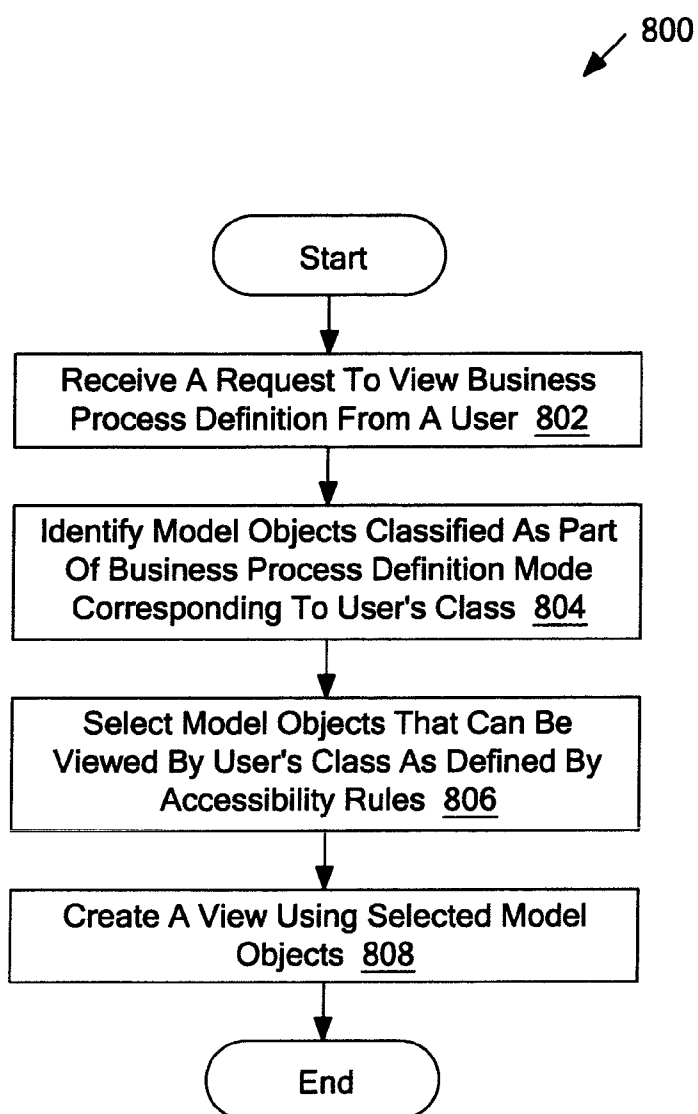 800
Start
Receive A Request To View Business
Process Definition From A User 802
Identify Model Objects Classified As Part
Of Business Process Definition Mode
Corresponding To User's Class 804
Select Model Objects That Can Be
Viewed By User's Class As Defined By
Accessibility Rules 806
Create A View Using Selected Model
Objects 808
End